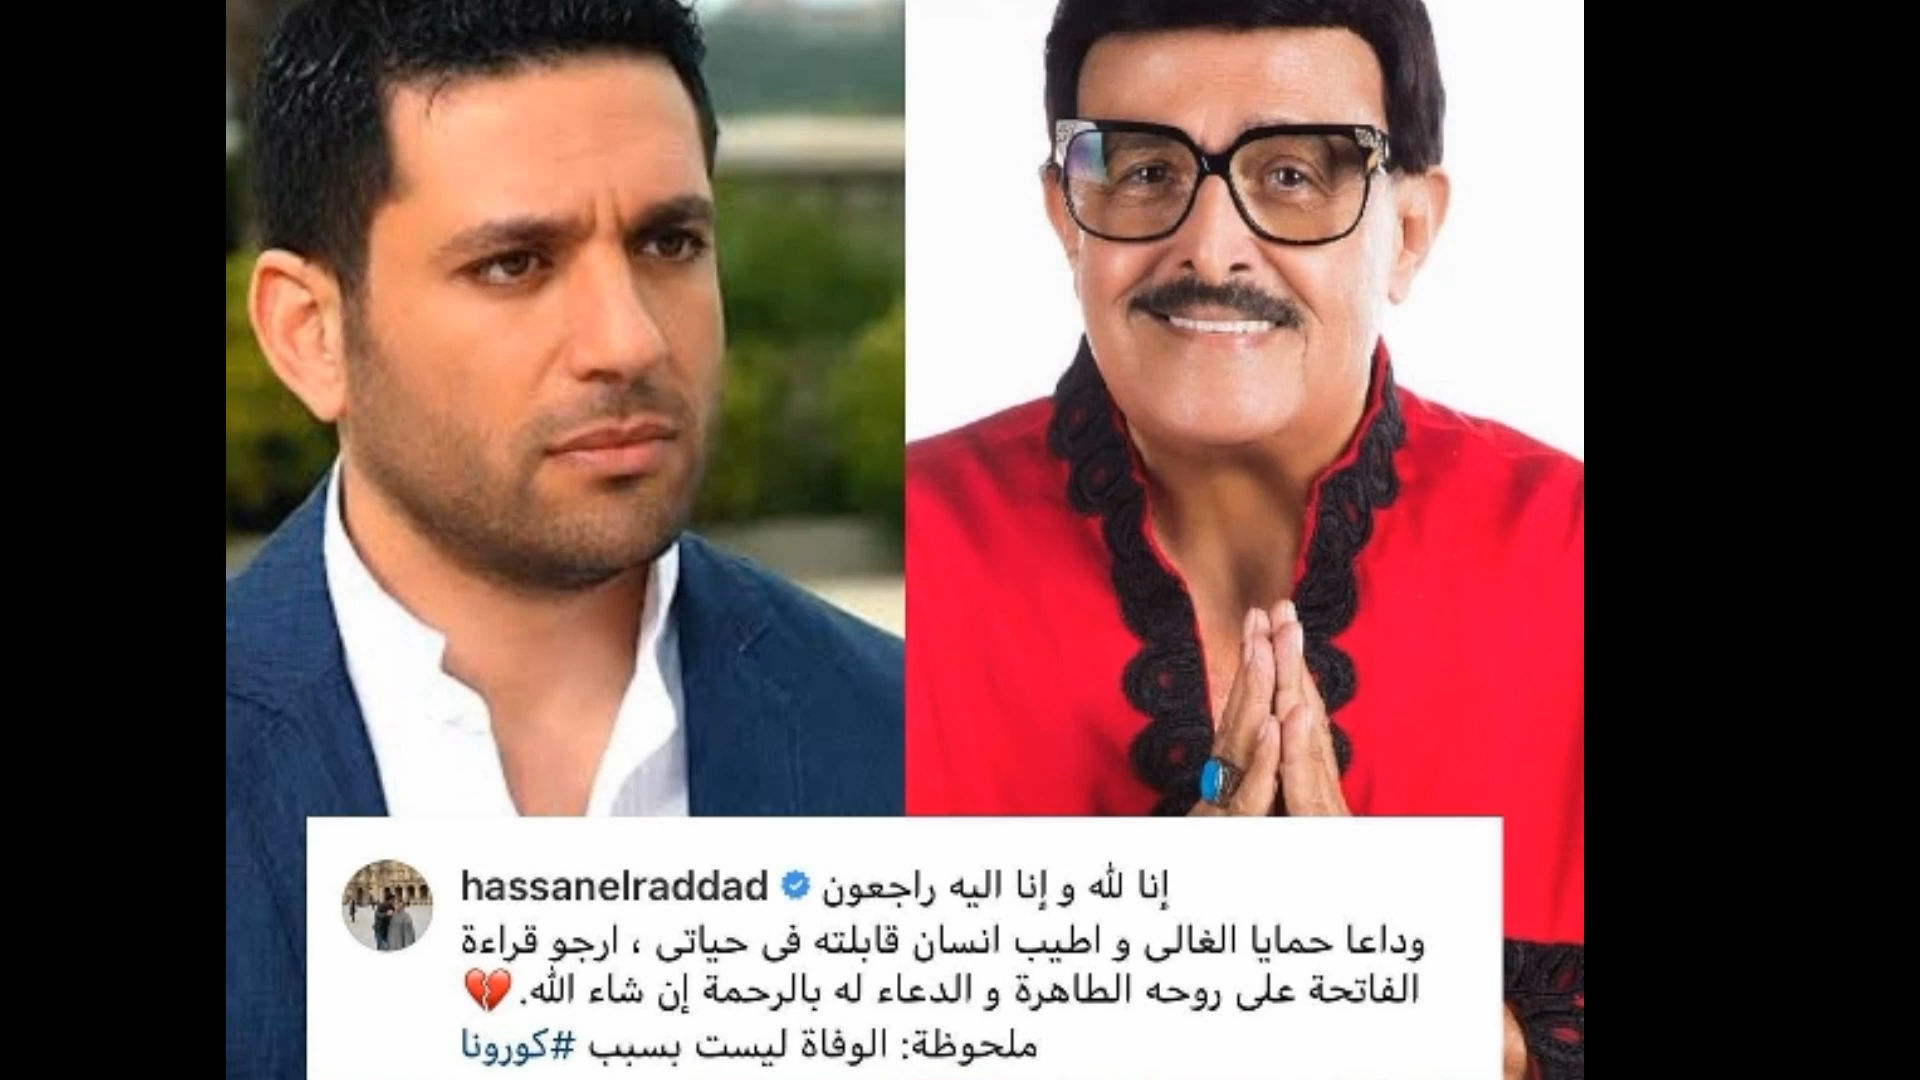 hassanelraddad إنا لله و إنا اليه راجعون
وداعا حمايا الغالى و اطيب انسان قابلته فى حياتى ، ارجو قراءة
الفاتحة على روحه الطاهرة و الدعاء له بالرحمة إن شاء الله. 💔
ملحوظة: الوفاة ليست بسبب #كورونا